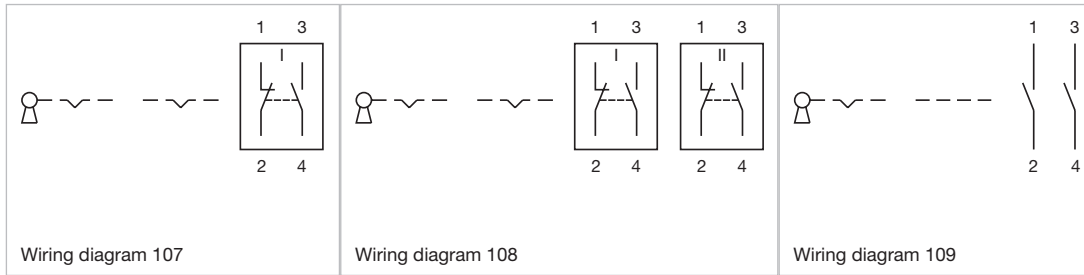 1 3
I
2 4
Wiring diagram 107
1 3 1 3
I II
2 4 2 4
Wiring diagram 108
1 3
2 4
Wiring diagram 109